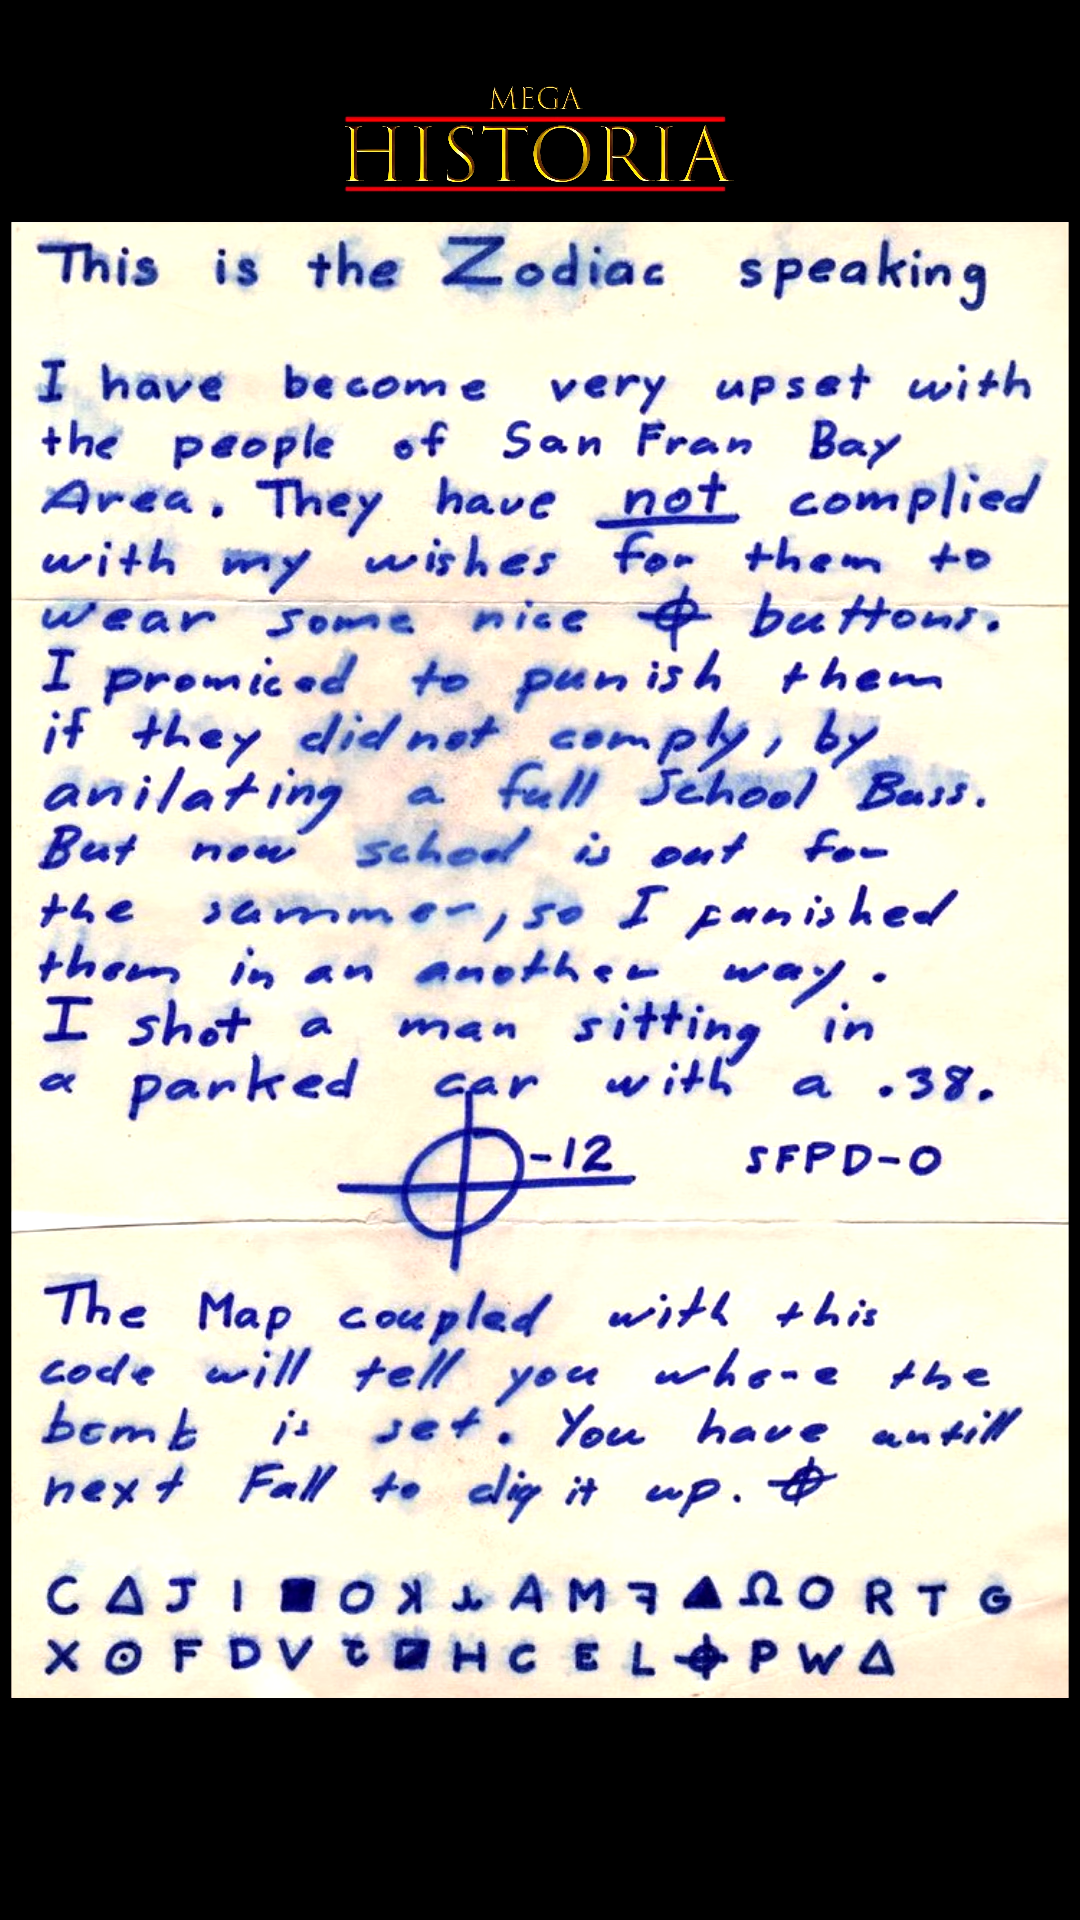 MEGA
HISTORIA
This is the Zodiac speaking
I have become very upset with
the people of San Fran Bay
Area. They have not complied
with my wishes for them to
wear some nice ⌖ buttons.
I promiced to punish them
if they did not comply, by
anilating a full School Buss.
But now school is out for
the summer, so I punished
them in an another way.
I shot a man sitting in
a parked car with a .38.
⌖-12 SFPD-0
The Map coupled with this
code will tell you where the
bomb is set. You have untill
next Fall to dig it up. ⌖
C Δ J I ■ O ꓘ ⅄ A M ꟻ ▲ Ω O R T G
X ⊙ F D V ㄛ ◪ H C E L ⌖ P W Δ